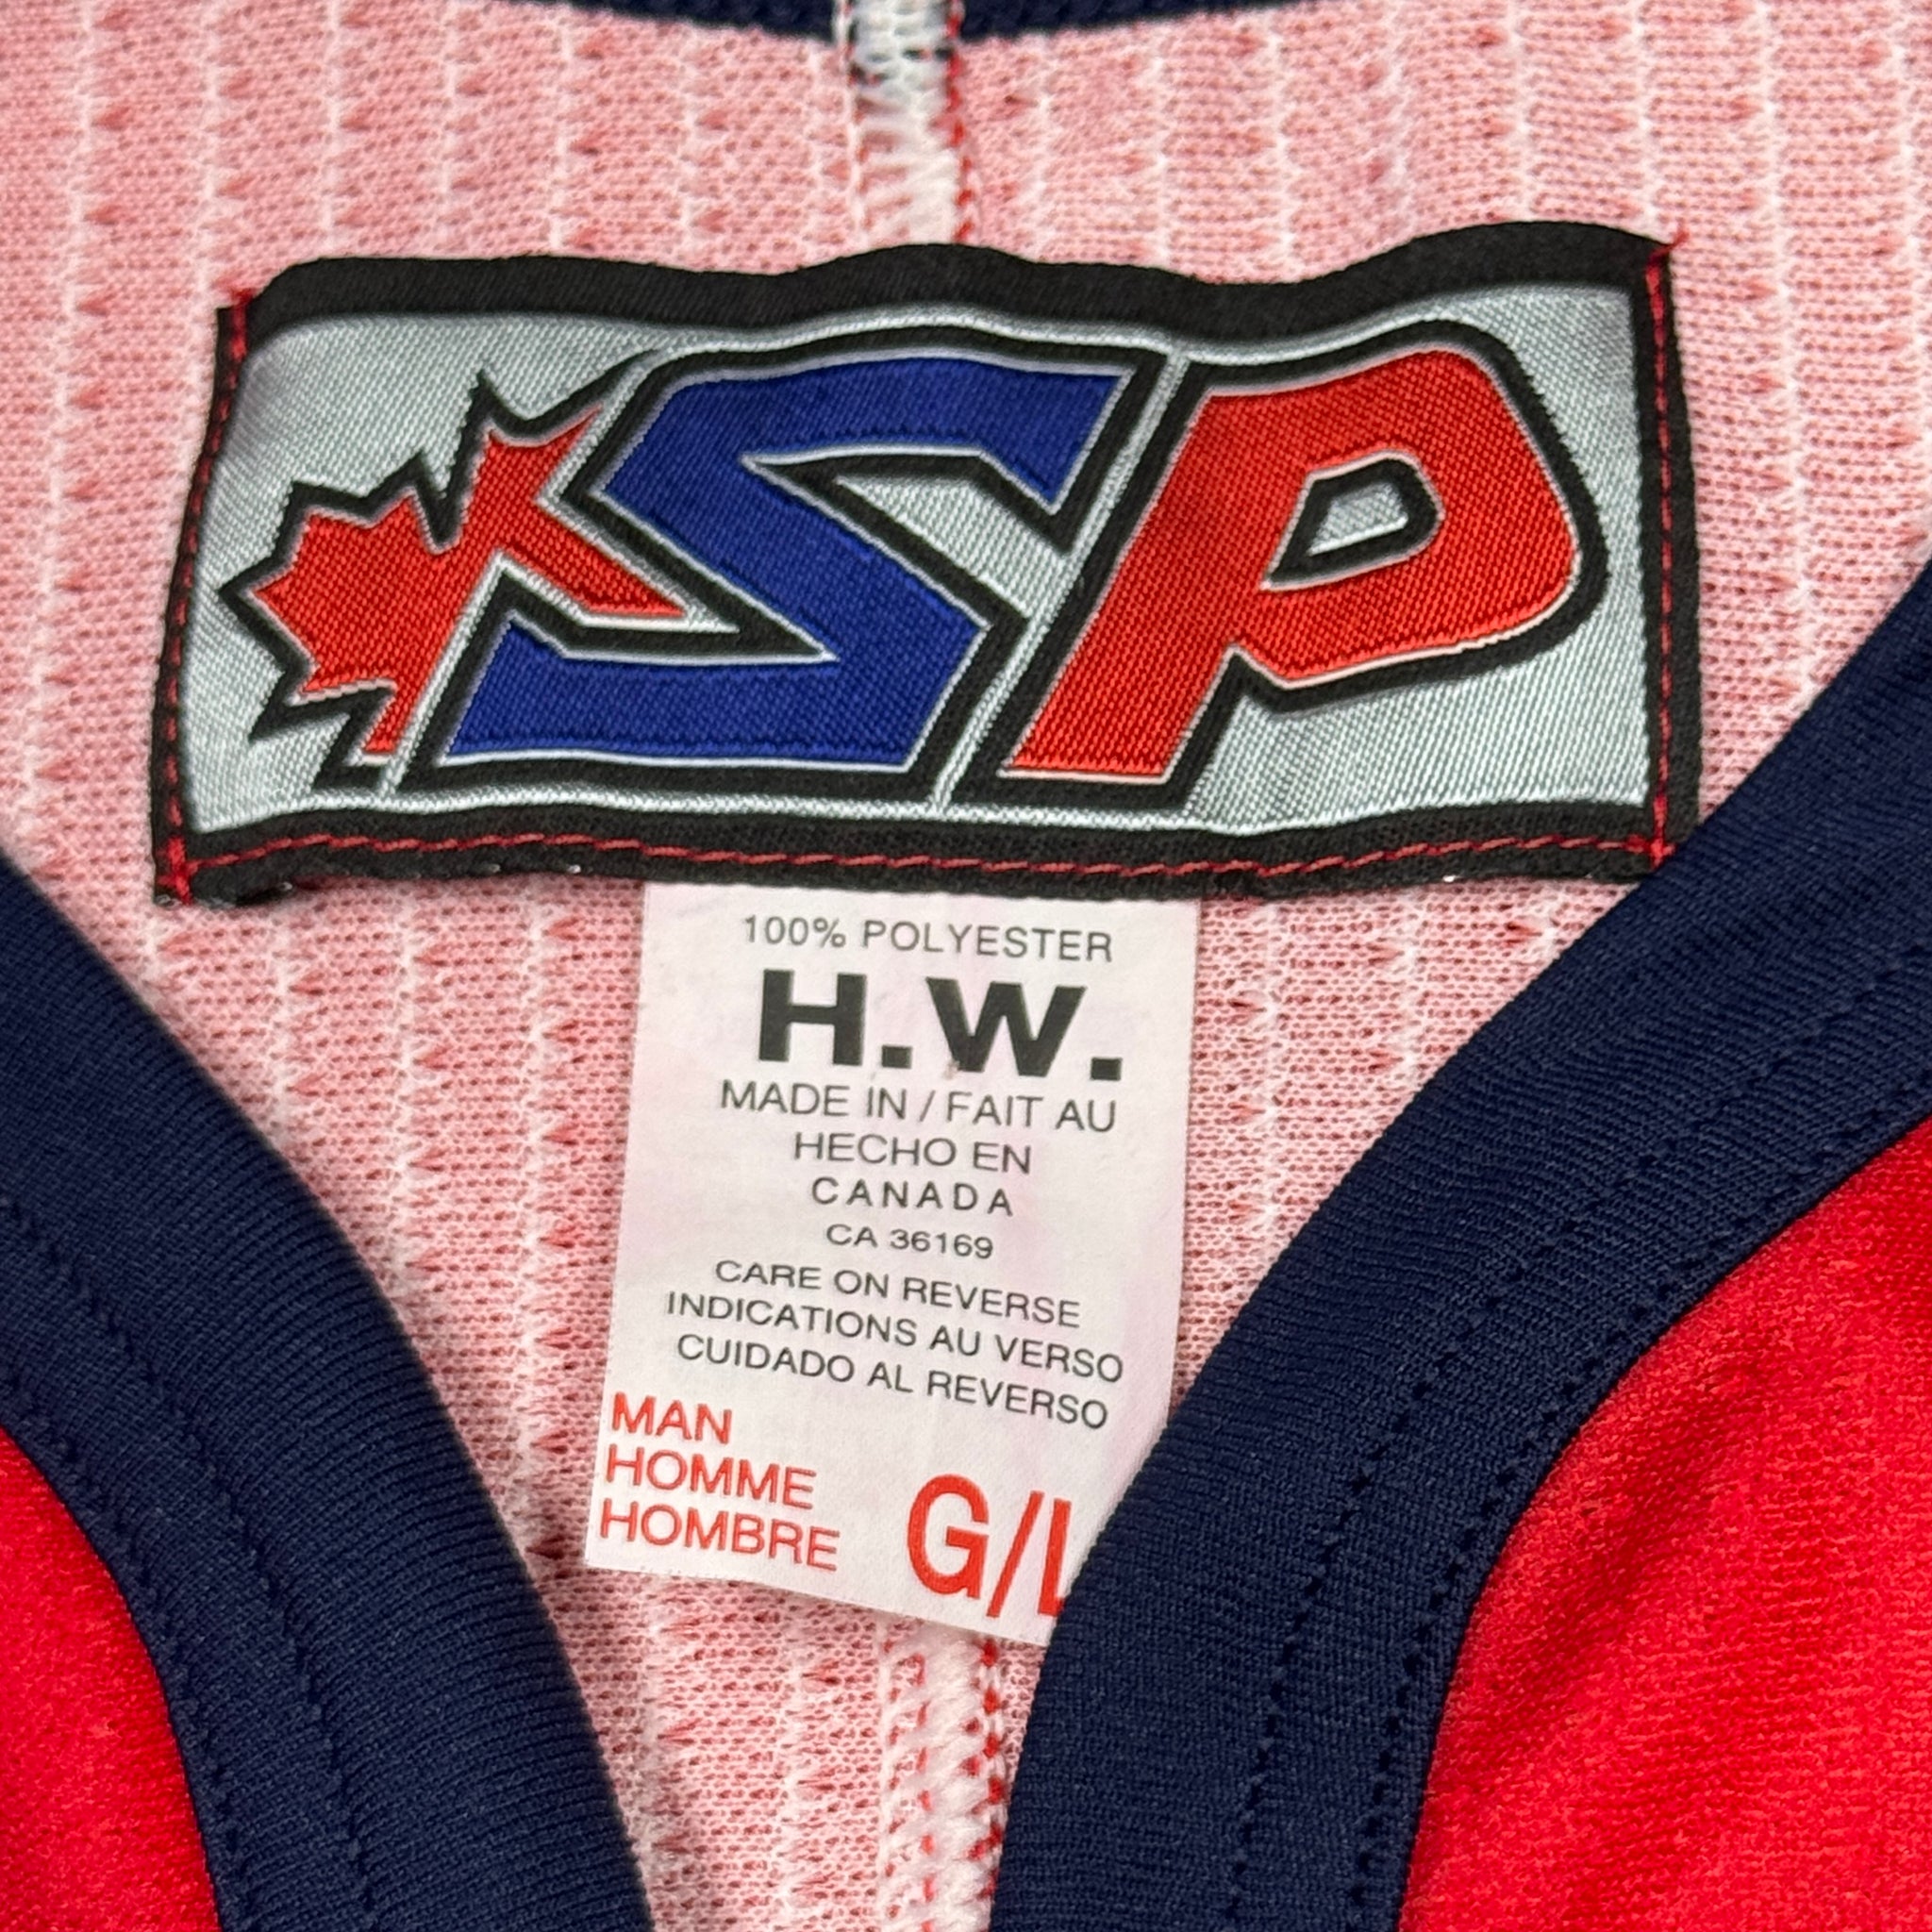 KSP
100% POLYESTER
H.W.
MADE IN / FAIT AU
HECHO EN
CANADA
CA 36169
CARE ON REVERSE
INDICATIONS AU VERSO
CUIDADO AL REVERSO
MAN
HOMME
HOMBRE
G/L